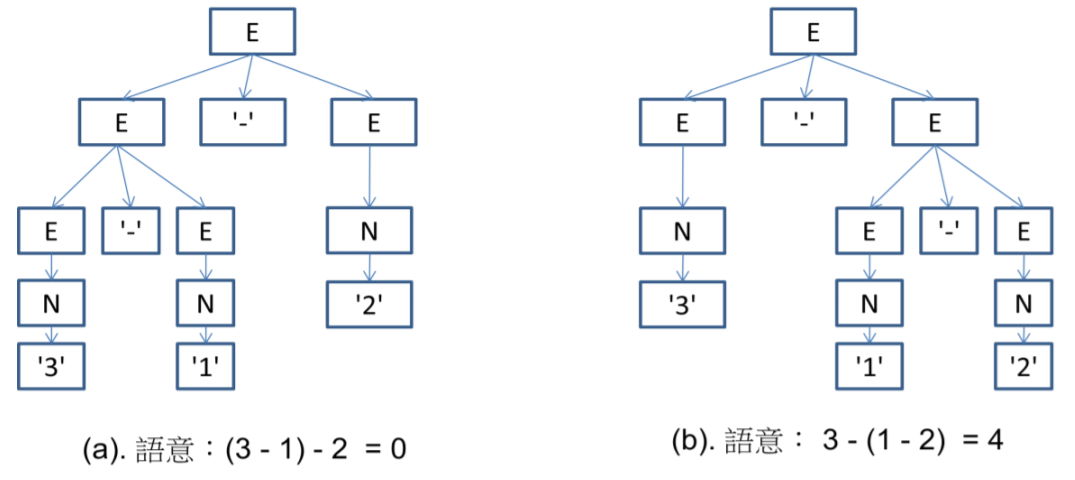 E E
E '-' E E '-' E
E '-' E N N E '-' E
N N '2' '3' N N
'3' '1' '1' '2'
(a). 語意：(3 - 1) - 2 = 0 (b). 語意： 3 - (1 - 2) = 4